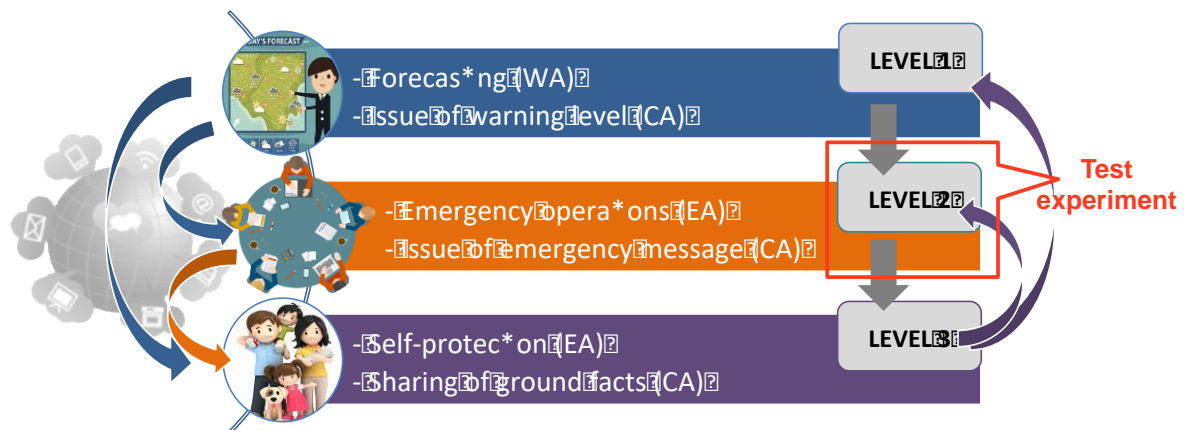 AY'S FORECAST
-⍰Forecas*ng⍰(WA)⍰
-⍰Issue⍰of⍰warning⍰level⍰(CA)⍰
LEVEL⍰1⍰
-⍰Emergency⍰opera*ons⍰(EA)⍰
-⍰Issue⍰of⍰emergency⍰message⍰(CA)⍰
LEVEL⍰2⍰
Test
experiment
-⍰Self-protec*on⍰(EA)⍰
-⍰Sharing⍰of⍰ground⍰facts⍰(CA)⍰
LEVEL⍰3⍰